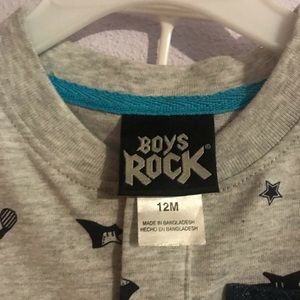 BOYS
ROCK®
12M
MADE IN BANGLADESH
HECHO EN BANGLADESH